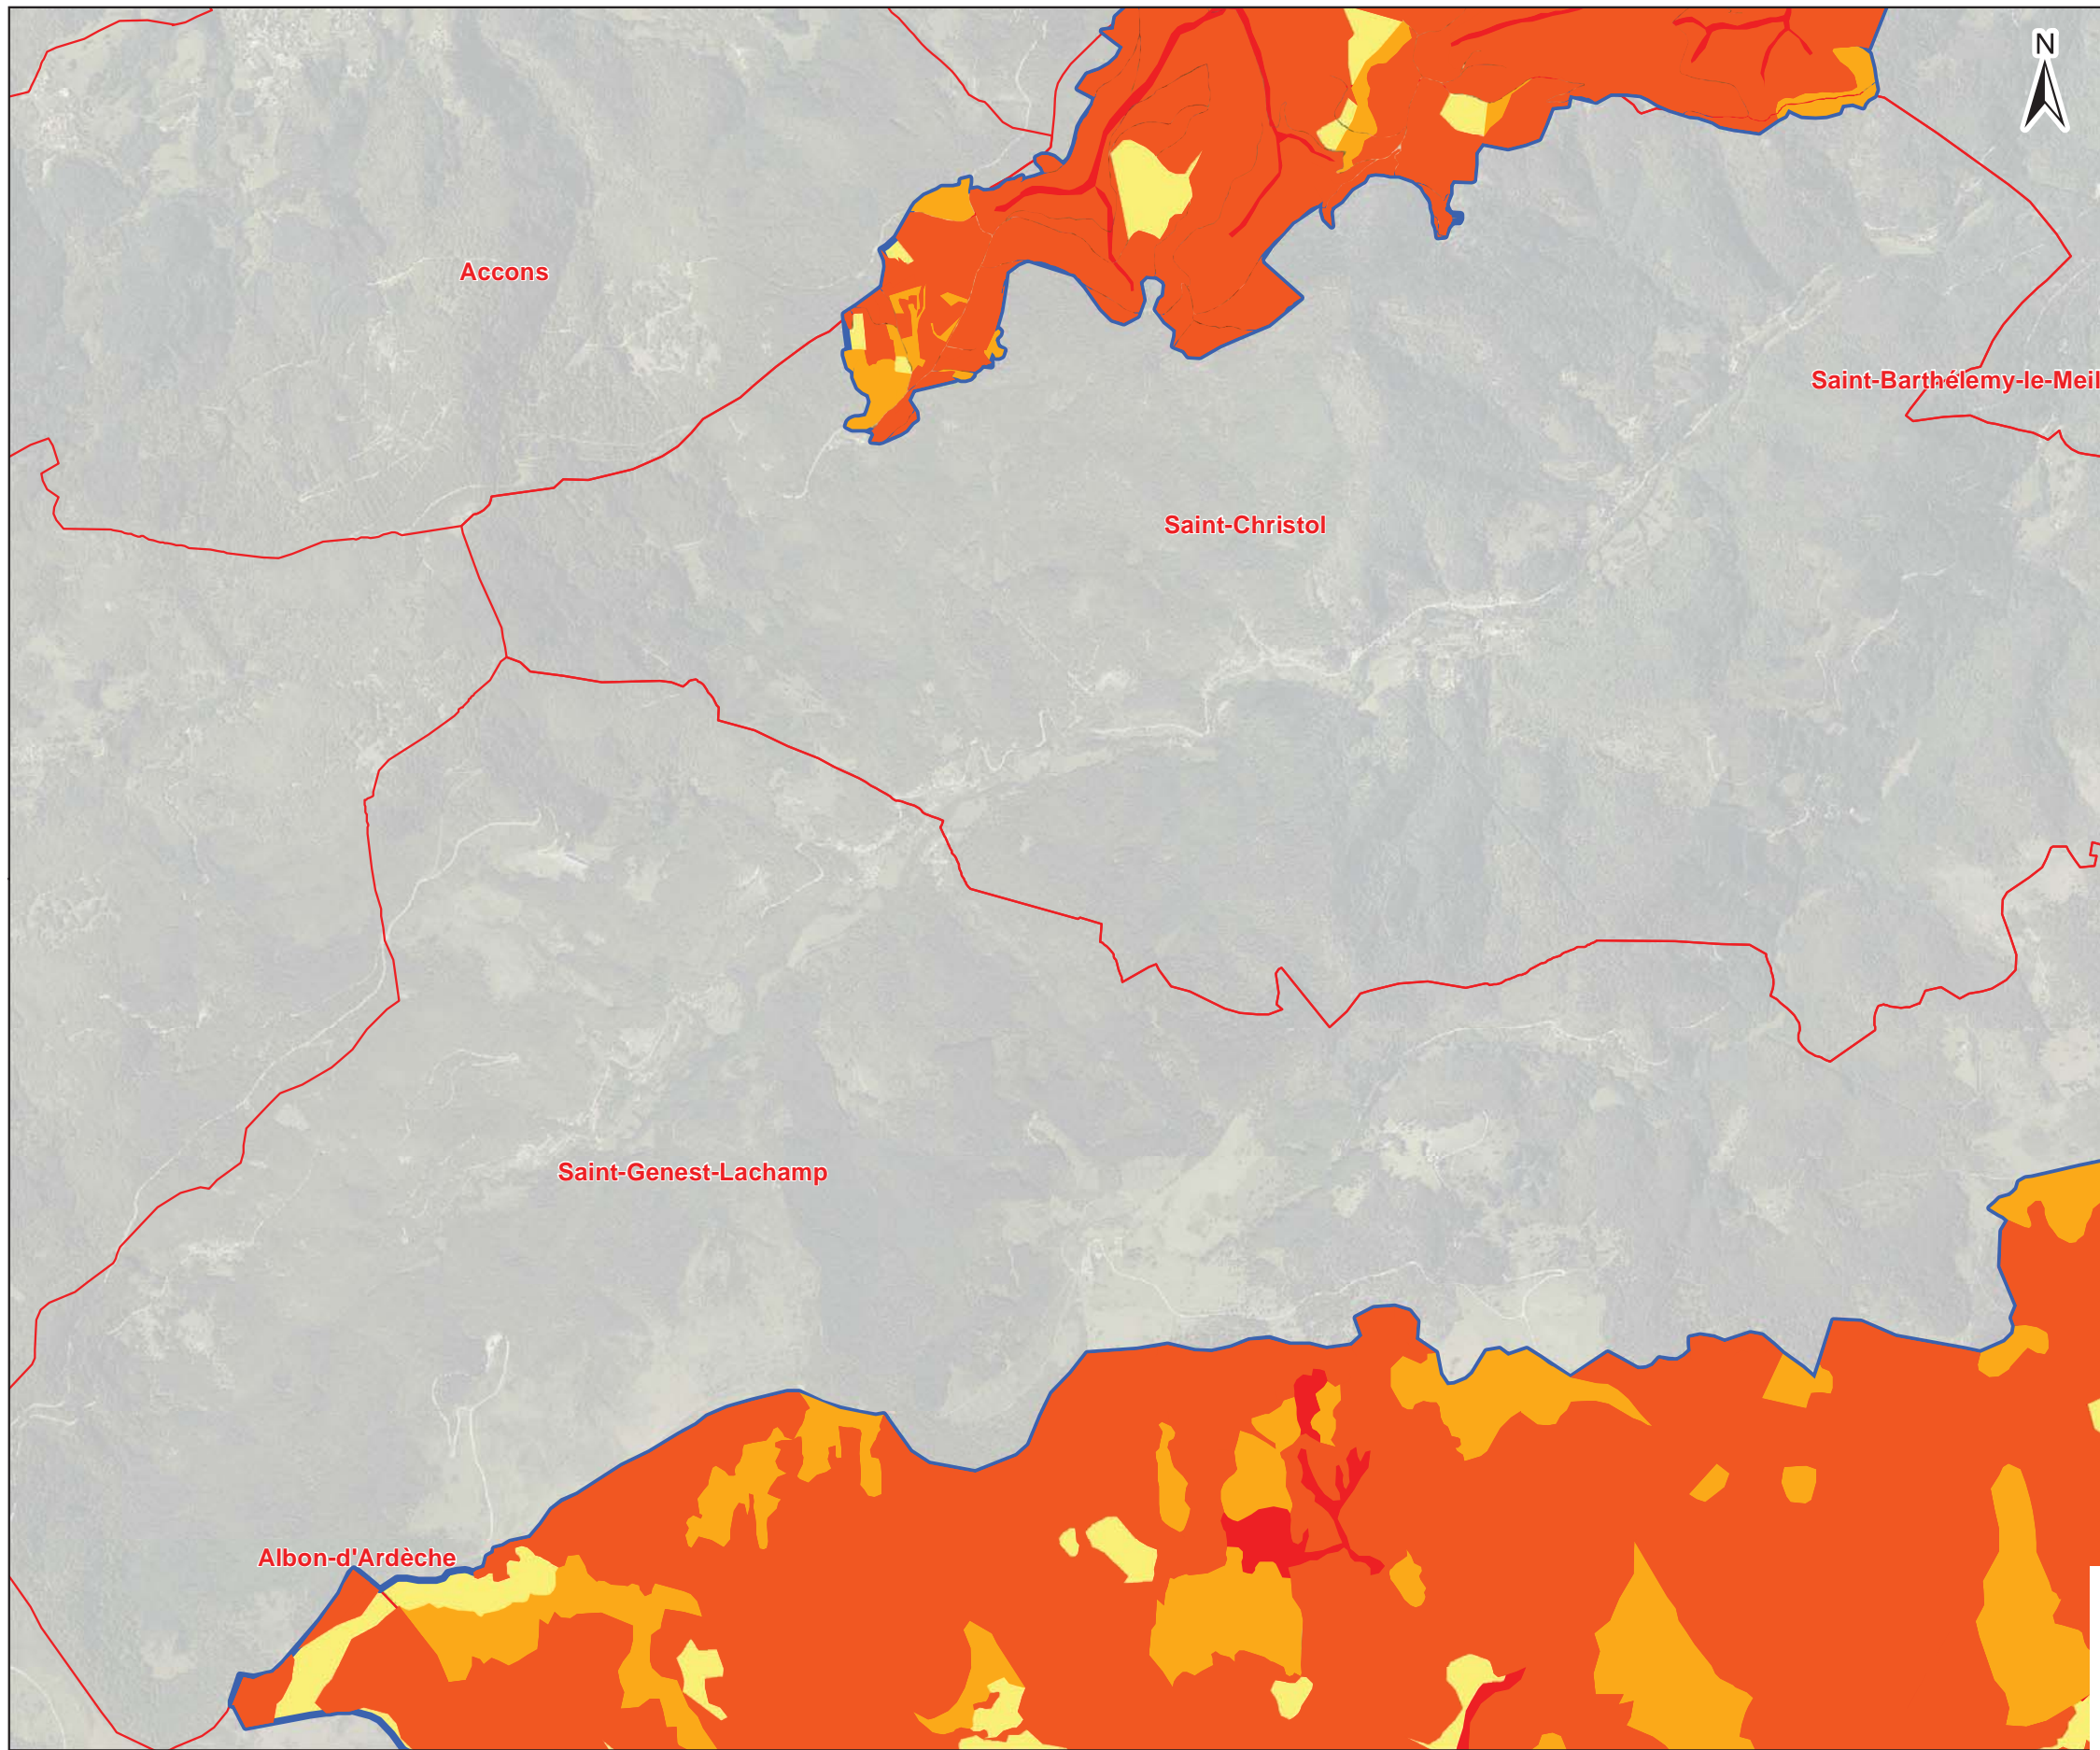 N
Accons
Saint-Barthélemy-le-Meil
Saint-Christol
Saint-Genest-Lachamp
Albon-d'Ardèche